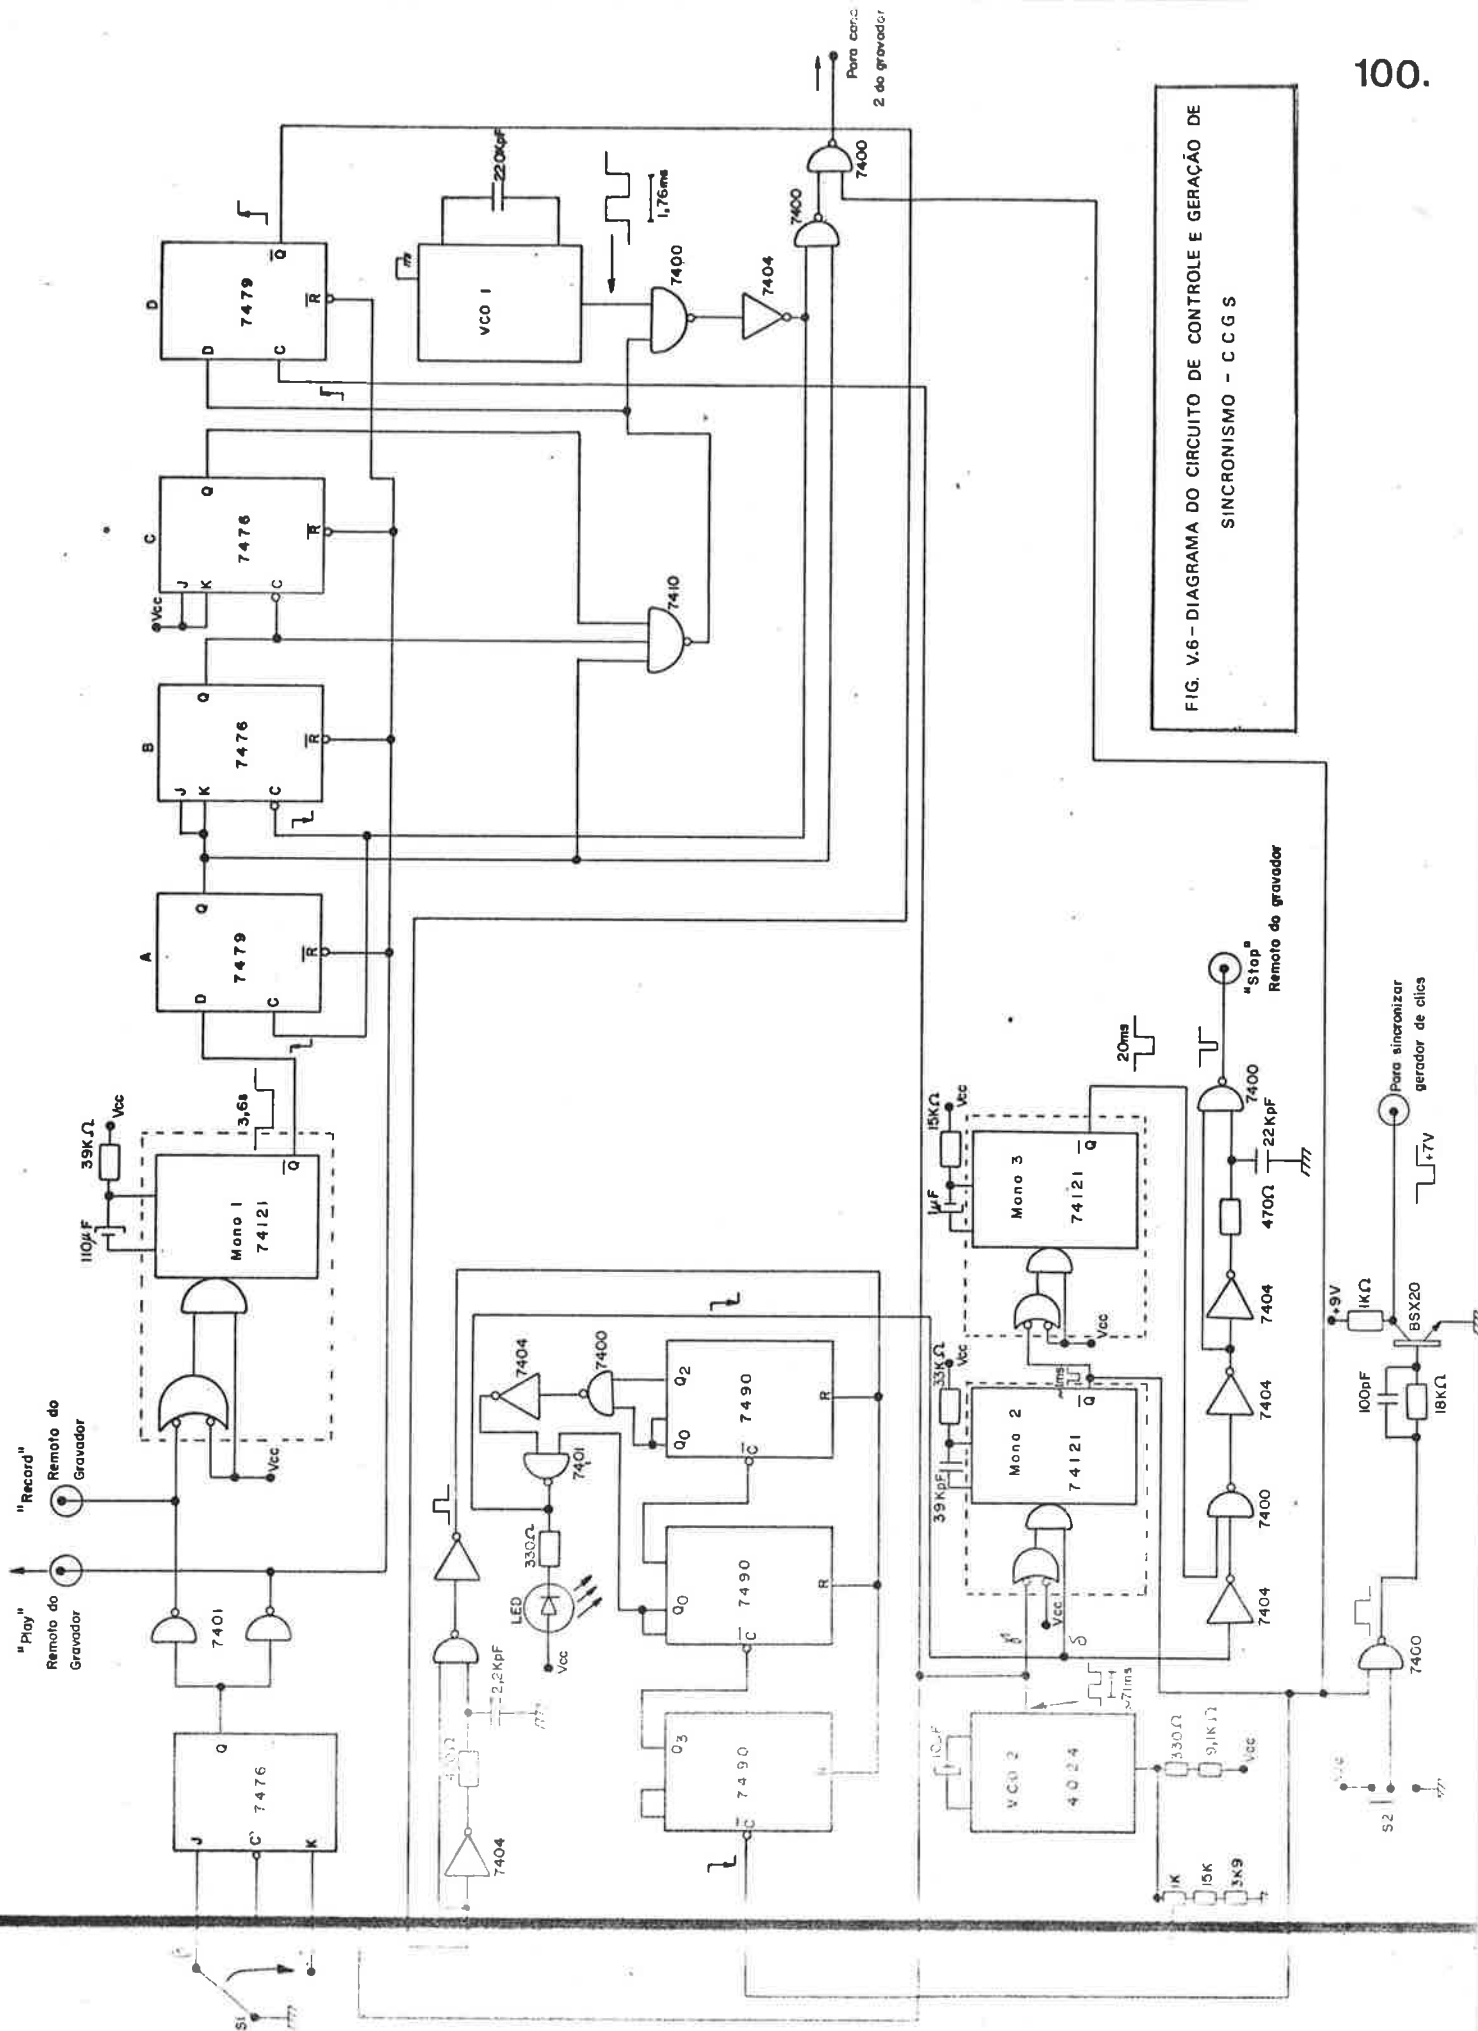 100.
FIG. V.6 – DIAGRAMA DO CIRCUITO DE CONTROLE E GERAÇÃO DE
SINCRONISMO – C C G S
S1
J
C
K
Q
7476
"Play"
Remoto do
Gravador
"Record"
Remoto do
Gravador
7401
Vcc
110µF
39KΩ
Vcc
Mono 1
74121
Q
3,6s
A
D
C
Q
7479
R
B
J
K
C
Q
7476
R
C
Vcc
J
K
C
Q
7476
R
D
D
C
Q
7479
R
7410
VCO 1
220KpF
1,76ms
7400
7404
7400
7400
2 do gravador
7404
2,2KpF
LED
Vcc
330Ω
7401
7404
7400
C
Q3
7490
C
Q0
7490
R
C
Q0
Q2
7490
R
VCO 2
4024
330Ω
9,1KΩ
Vcc
1K
15K
3K9
Vcc
39KpF
33KΩ
Vcc
Mono 2
74121
Q
Vcc
1µF
15KΩ
Vcc
Mono 3
74121
Q
20ms
7404
7400
7404
7404
470Ω
22KpF
7400
"Stop"
Remoto do gravador
S2
7400
100pF
18KΩ
BSX20
1KΩ
+9V
+7V
Para sincronizar
gerador de clics